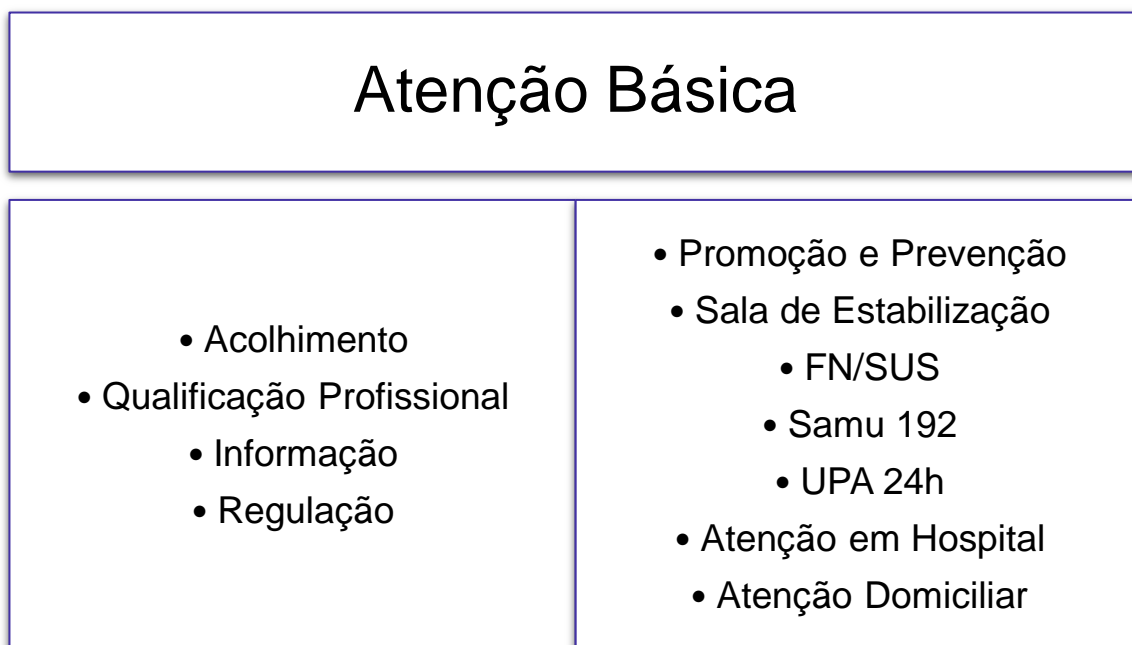 Atenção Básica
• Acolhimento
• Qualificação Profissional
• Informação
• Regulação
• Promoção e Prevenção
• Sala de Estabilização
• FN/SUS
• Samu 192
• UPA 24h
• Atenção em Hospital
• Atenção Domiciliar